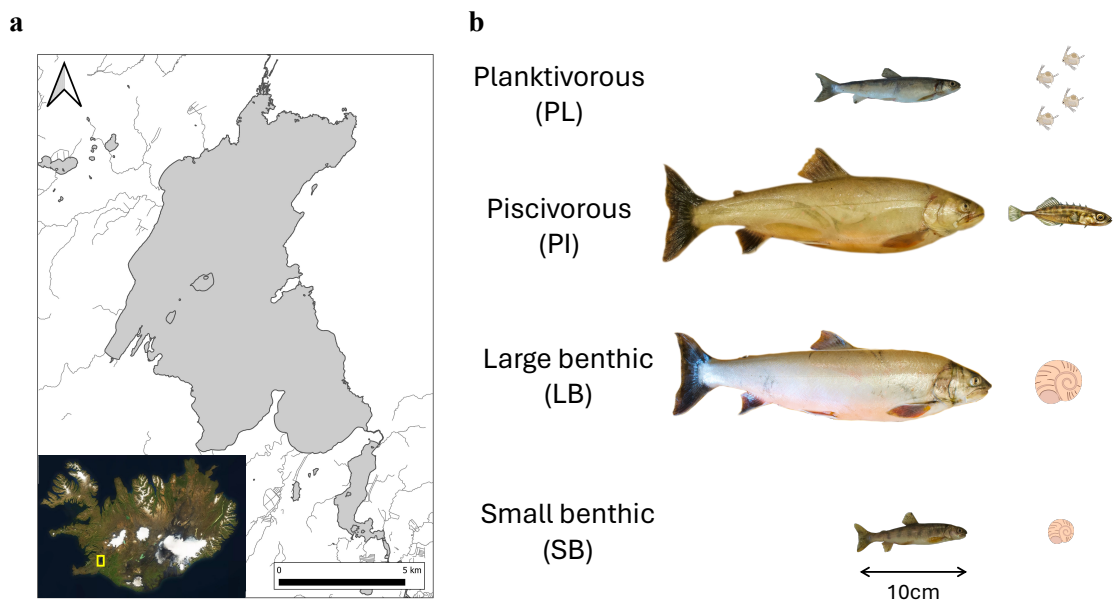 a
b
Planktivorous
(PL)
Piscivorous
(PI)
Large benthic
(LB)
Small benthic
(SB)
10cm
0
5 km